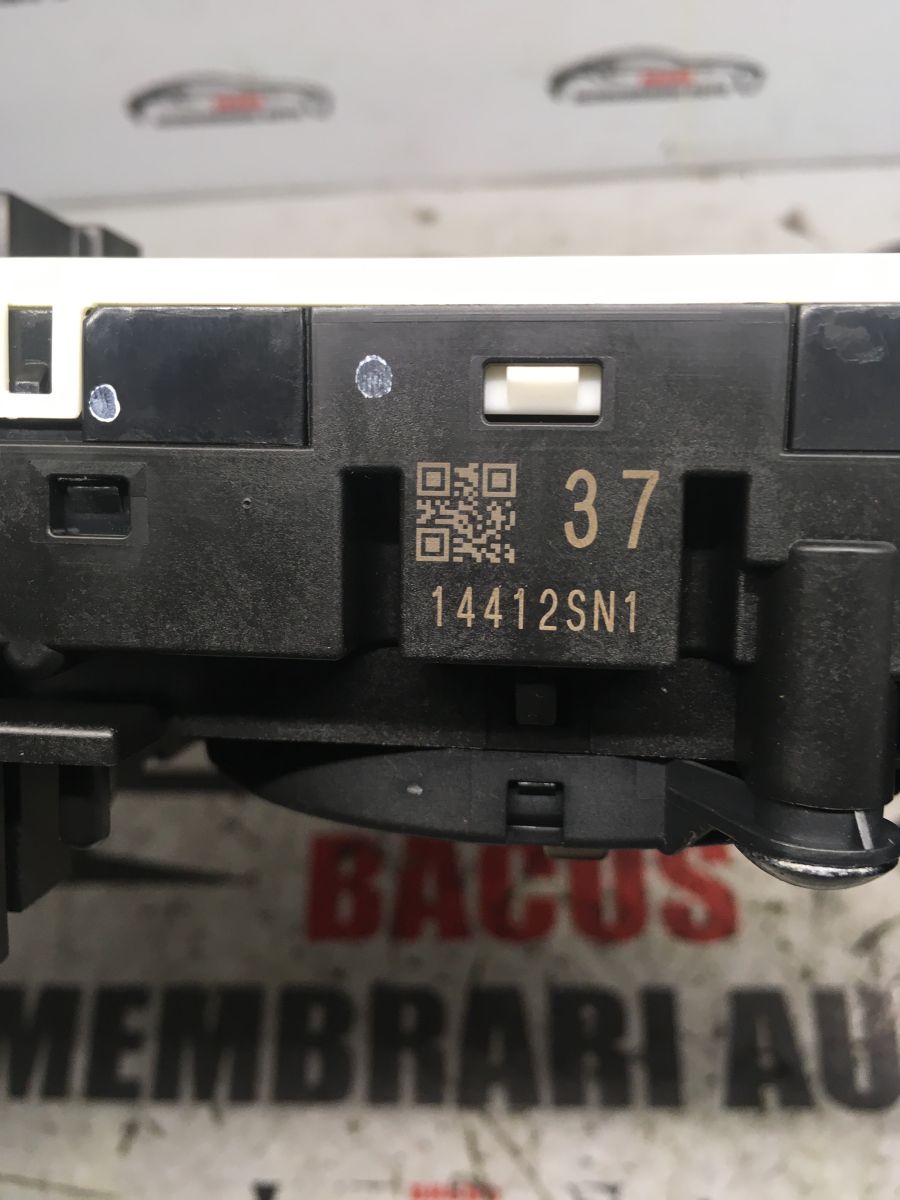 37
14412SN1
BACUS
MEMBRARI AU